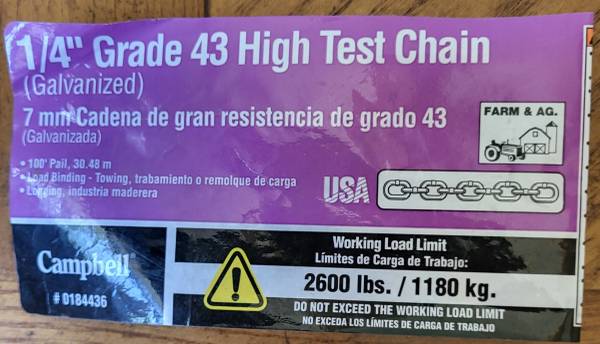 1/4" Grade 43 High Test Chain
(Galvanized)
7 mm Cadena de gran resistencia de grado 43
(Galvanizada)
FARM & AG.
• 100' Pail, 30.48 m
• Load Binding - Towing, trabamiento o remolque de carga
• Logging, industria maderera
USA
Campbell
# 0184436
Working Load Limit
Límites de Carga de Trabajo:
2600 lbs. / 1180 kg.
DO NOT EXCEED THE WORKING LOAD LIMIT
NO EXCEDA LOS LÍMITES DE CARGA DE TRABAJO